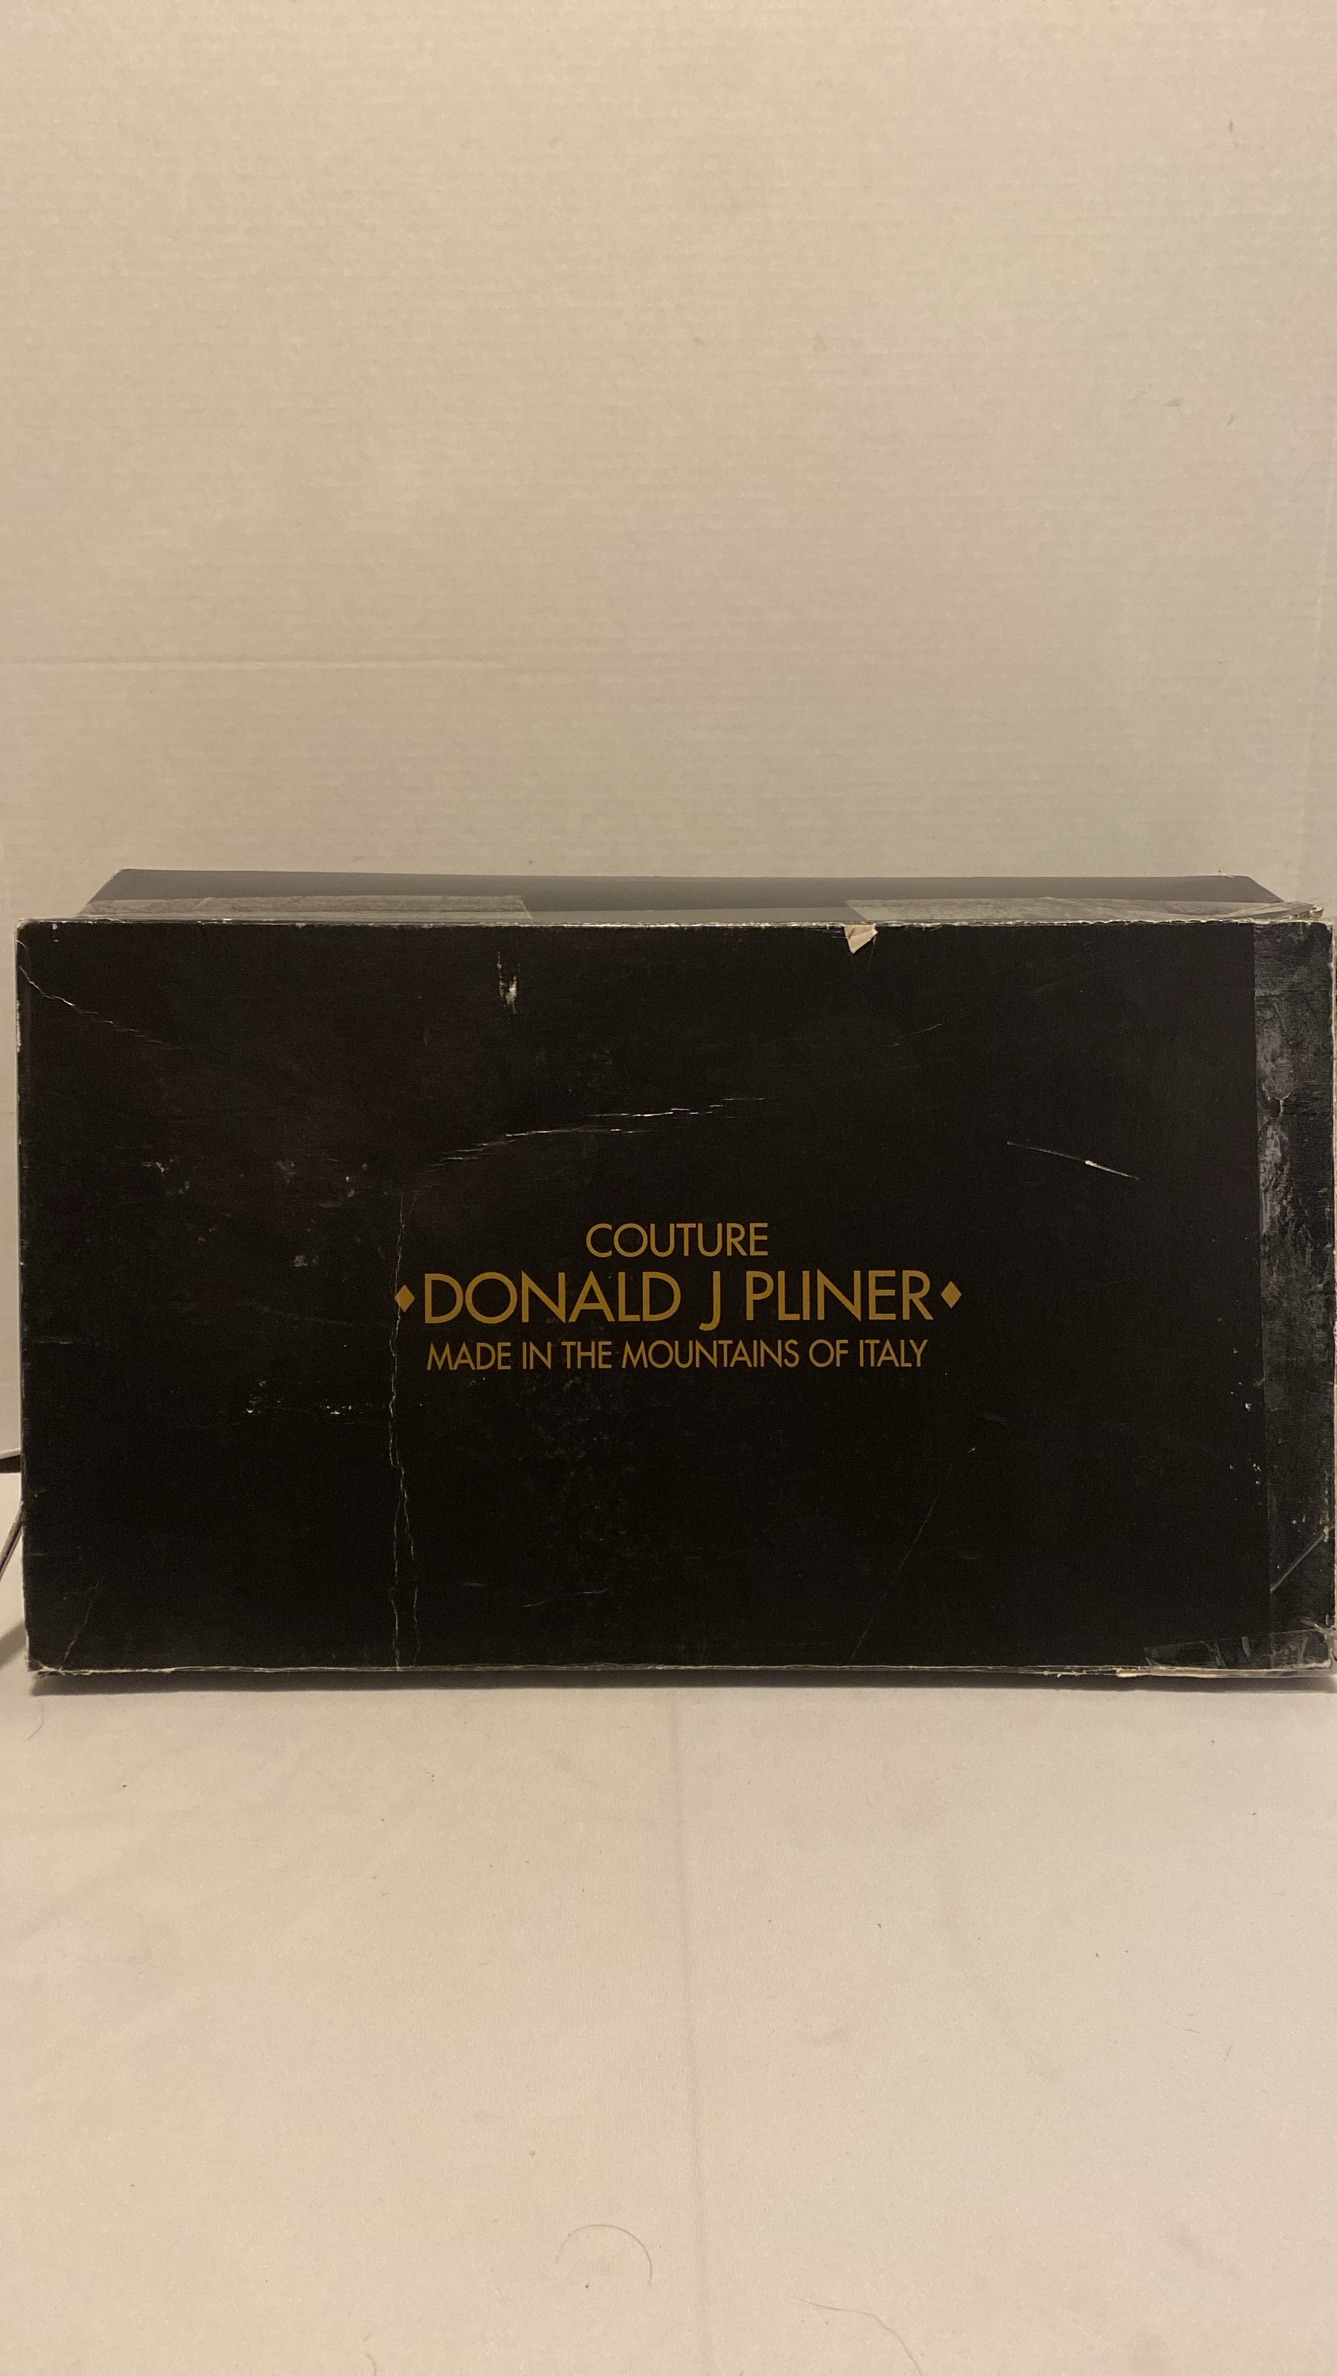 COUTURE
♦DONALD J PLINER♦
MADE IN THE MOUNTAINS OF ITALY